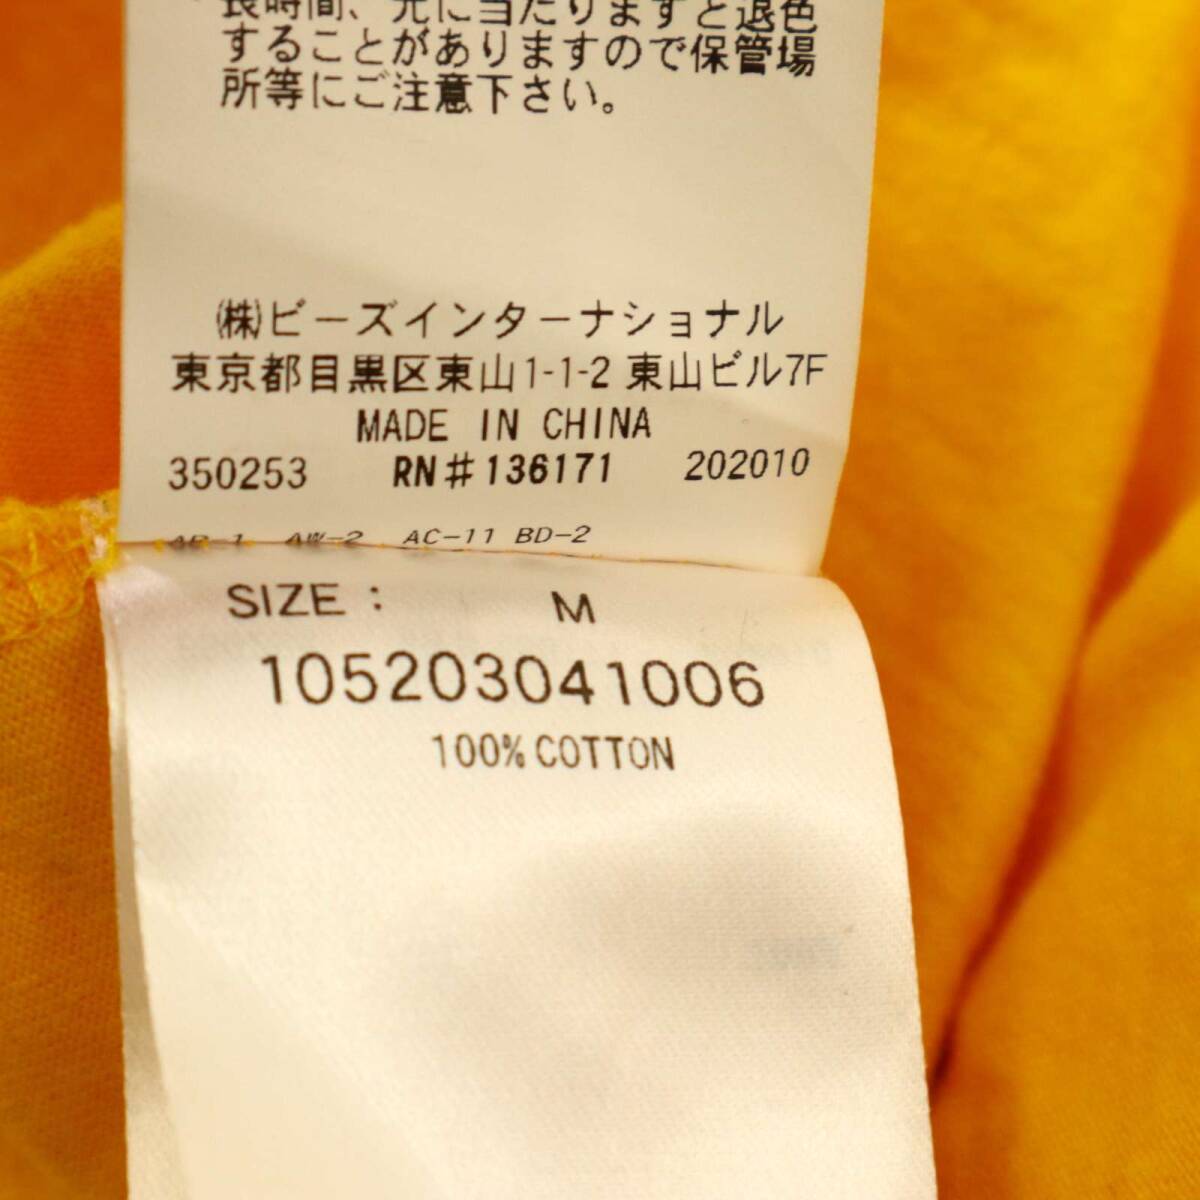 長時間、光に当たりますと退色
することがありますので保管場
所等にご注意下さい。
(株)ビーズインターナショナル
東京都目黒区東山1-1-2 東山ビル7F
MADE IN CHINA
350253 RN#136171 202010
AW-2 AC-11 BD-2
SIZE : M
105203041006
100% COTTON